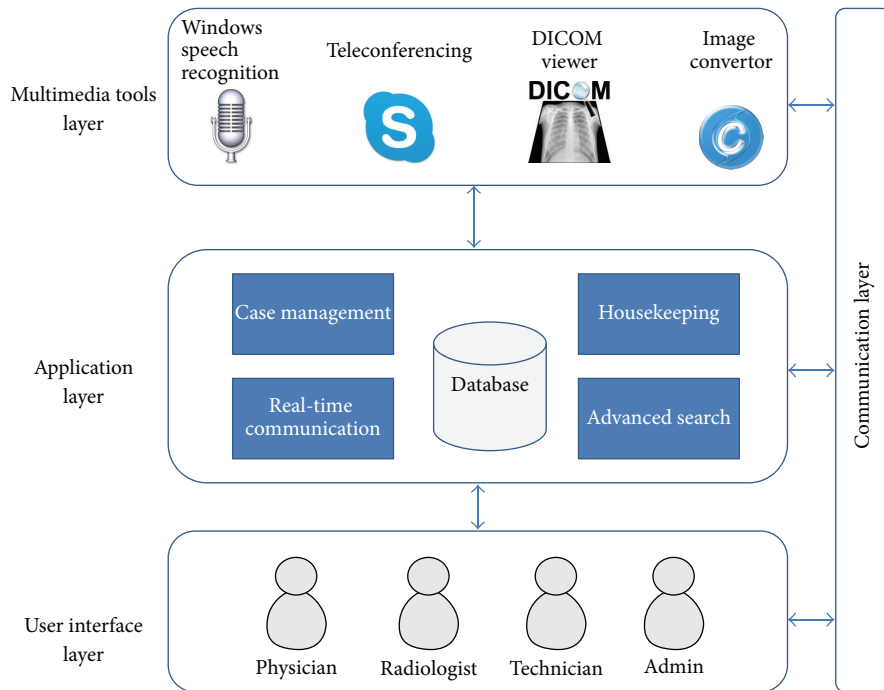 Windows
speech
recognition
Teleconferencing
DICOM
viewer
Image
convertor
DICOM
S
C
Multimedia tools
layer
Case management
Housekeeping
Database
Real-time
communication
Advanced search
Application
layer
Communication layer
User interface
layer
Physician
Radiologist
Technician
Admin